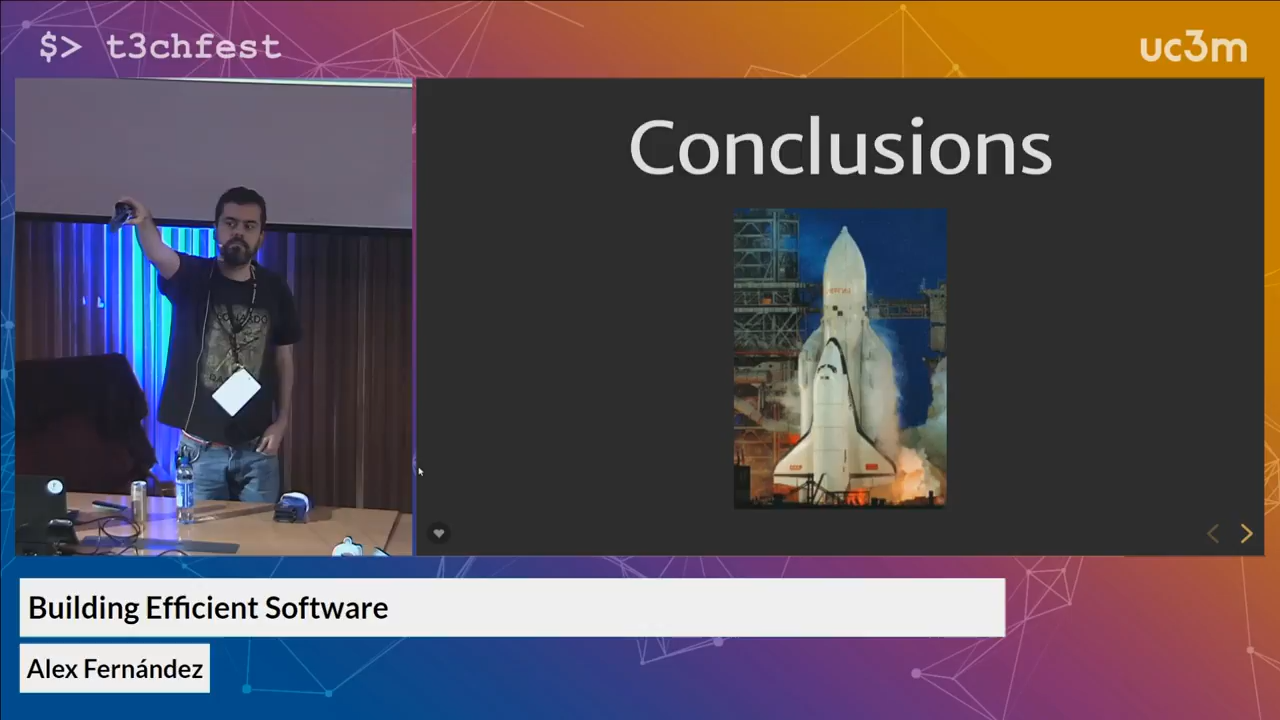 $> t3chfest
uc3m
Conclusions
Building Efficient Software
Alex Fernández